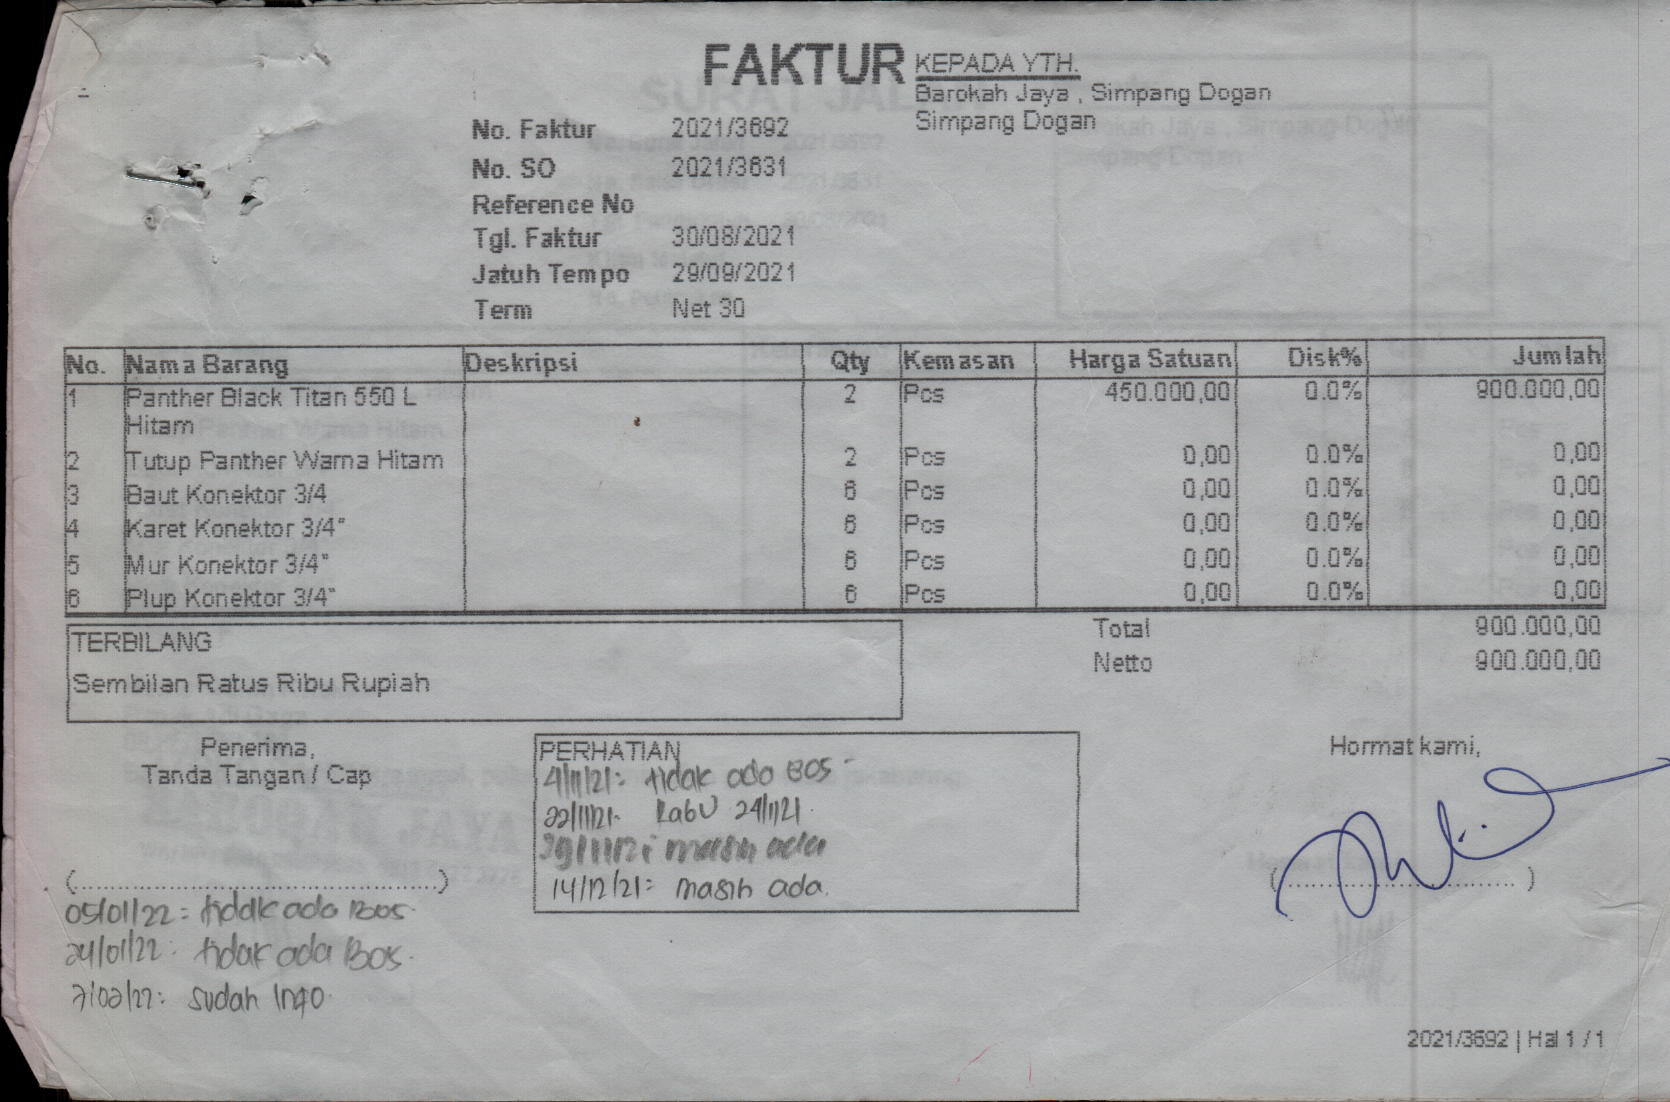 FAKTUR
KEPADA YTH.
Barokah Jaya , Simpang Dogan
Simpang Dogan
No. Faktur 2021/3692
No. SO 2021/3631
Reference No
Tgl. Faktur 30/08/2021
Jatuh Tempo 29/09/2021
Term Net 30
No. Nama Barang Deskripsi Qty Kemasan Harga Satuan Disk% Jumlah
1 Panther Black Titan 550 L 2 Pcs 450.000,00 0.0% 900.000,00
Hitam
2 Tutup Panther Warna Hitam 2 Pcs 0,00 0.0% 0,00
3 Baut Konektor 3/4 6 Pcs 0,00 0.0% 0,00
4 Karet Konektor 3/4" 6 Pcs 0,00 0.0% 0,00
5 Mur Konektor 3/4" 6 Pcs 0,00 0.0% 0,00
6 Plup Konektor 3/4" 6 Pcs 0,00 0.0% 0,00
Total 900.000,00
Netto 900.000,00
TERBILANG
Sembilan Ratus Ribu Rupiah
Penerima,
Tanda Tangan / Cap
(..........................................)
PERHATIAN
4/11/21: tidak ado Bos
22/11/21. Rabu 24/11/21.
masih ada
14/12/21: masih ada.
Hormat kami,
(..........................................)
05/01/22: tidak ado Bos.
24/01/22: tidak ada Bos.
7/02/22: sudah Info.
2021/3692 | Hal 1 / 1